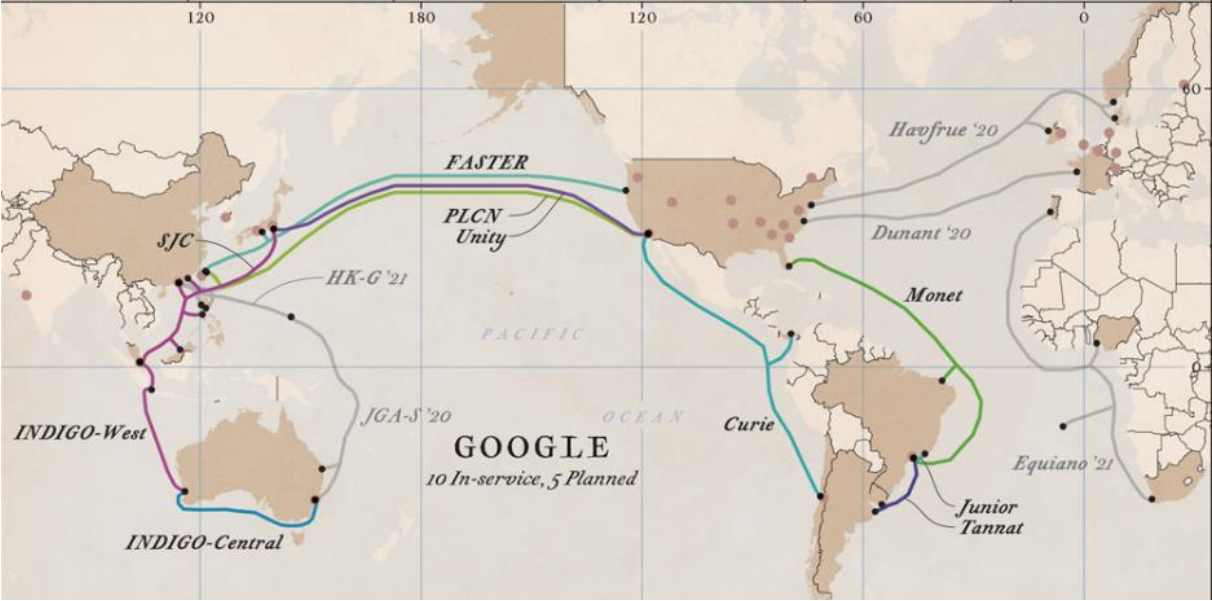 120
180
120
60
0
60
Havfrue ‘20
FASTER
PLCN
Unity
SJC
Dunant ‘20
HK-G ’21
Monet
PACIFIC
0
OCEAN
JGA-S ’20
Curie
INDIGO-West
GOOGLE
10 In-service, 5 Planned
Equiano ’21
Junior
Tannat
INDIGO-Central